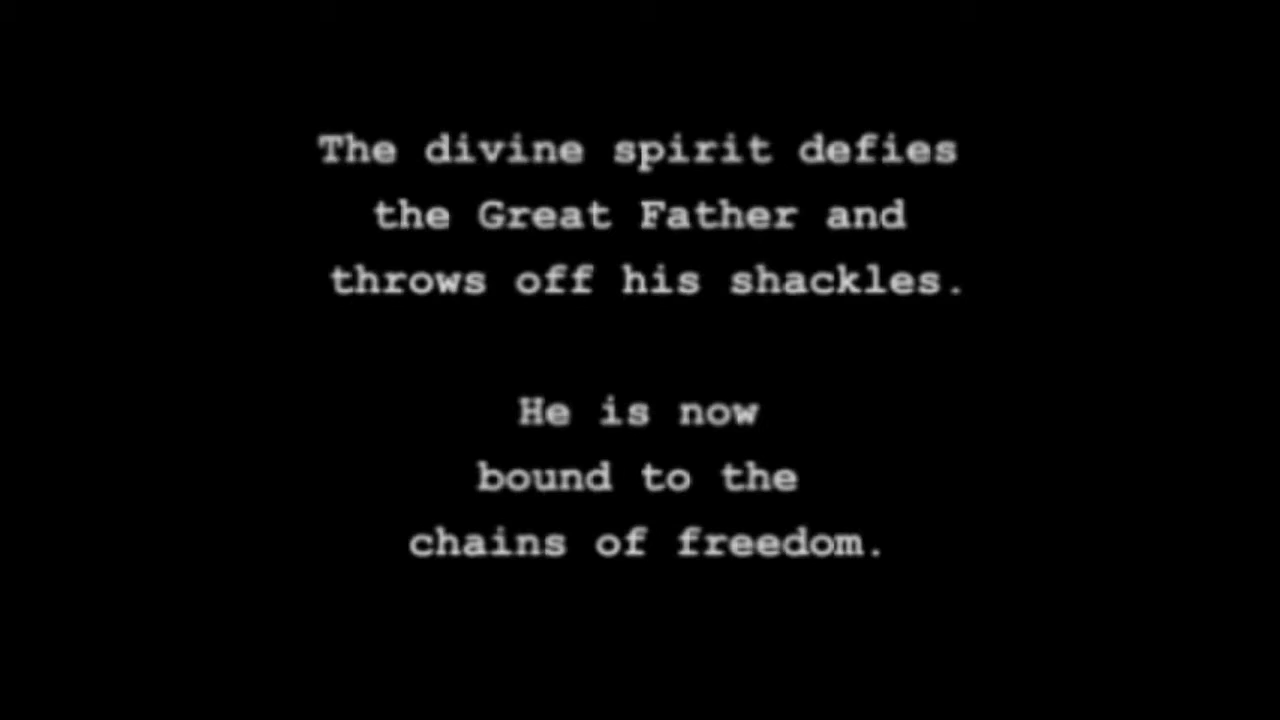 The divine spirit defies
the Great Father and
throws off his shackles.
He is now
bound to the
chains of freedom.